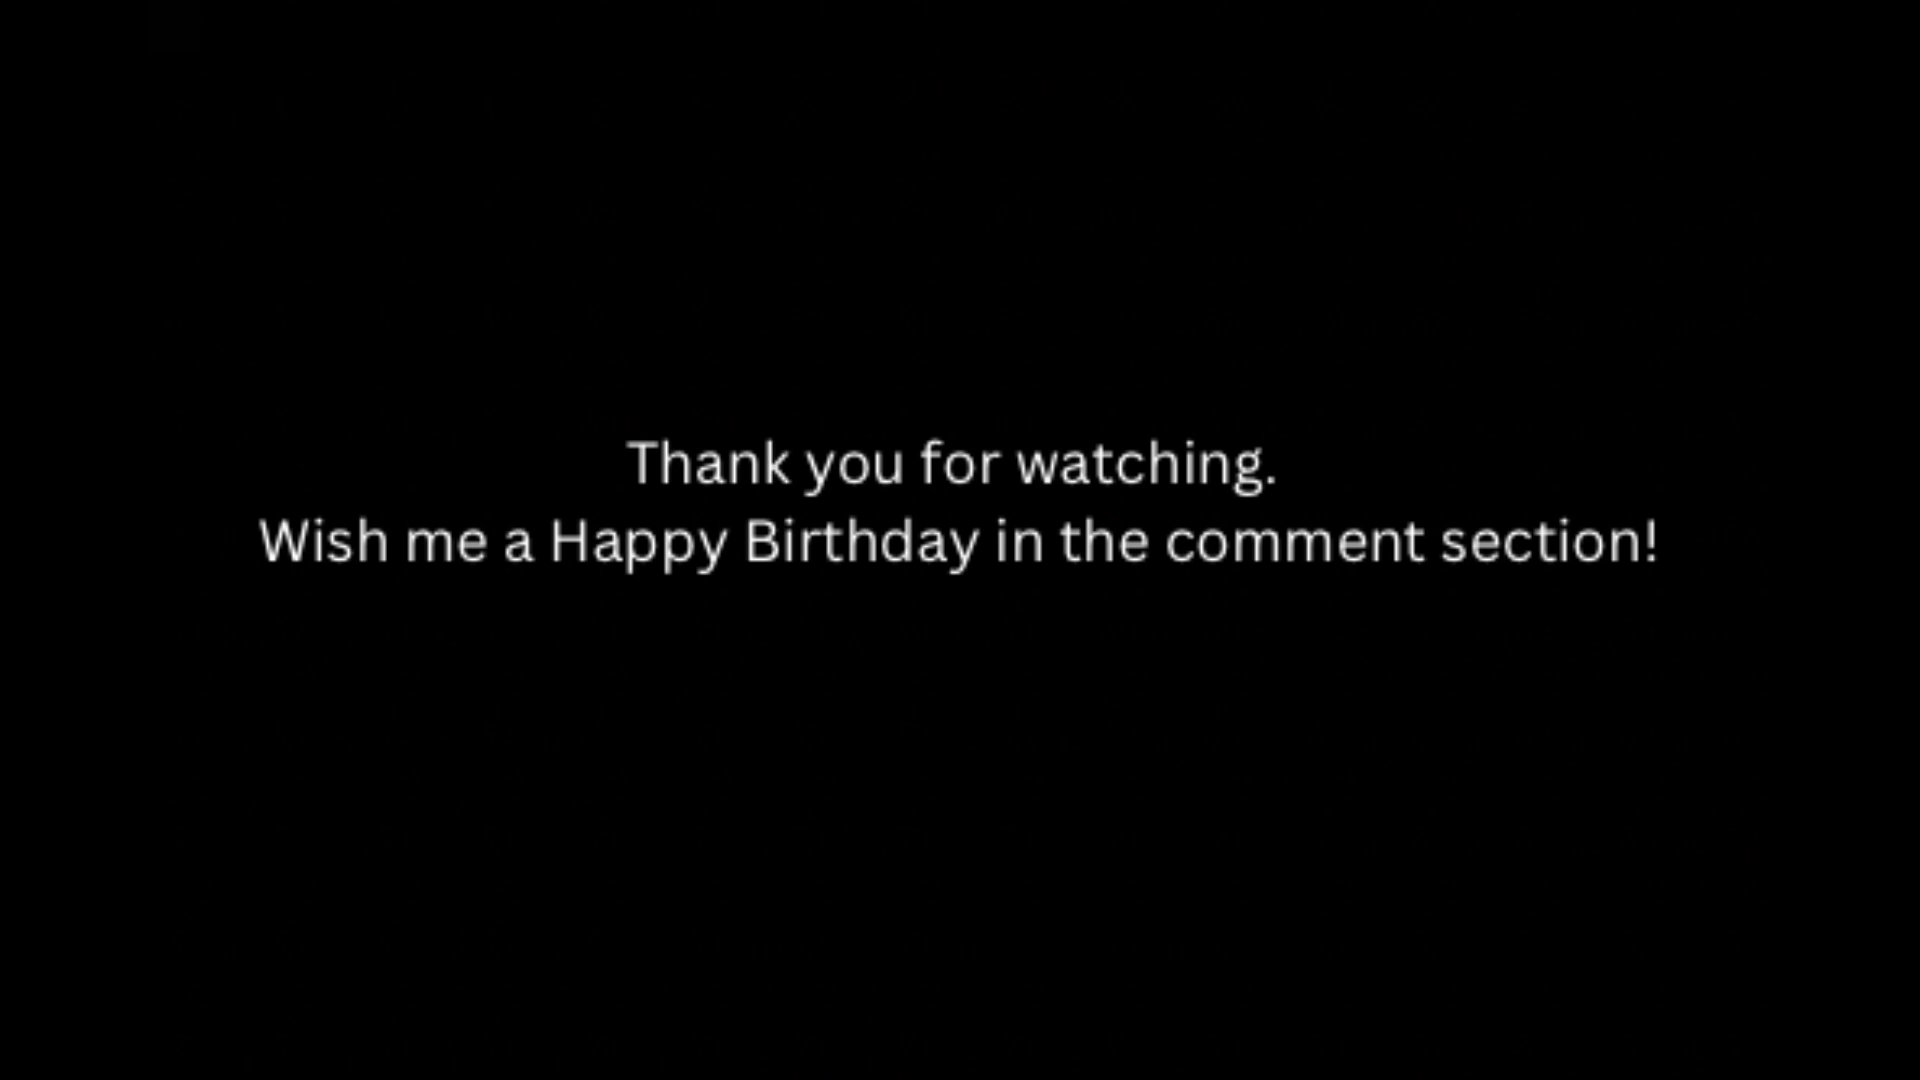 Thank you for watching.
Wish me a Happy Birthday in the comment section!